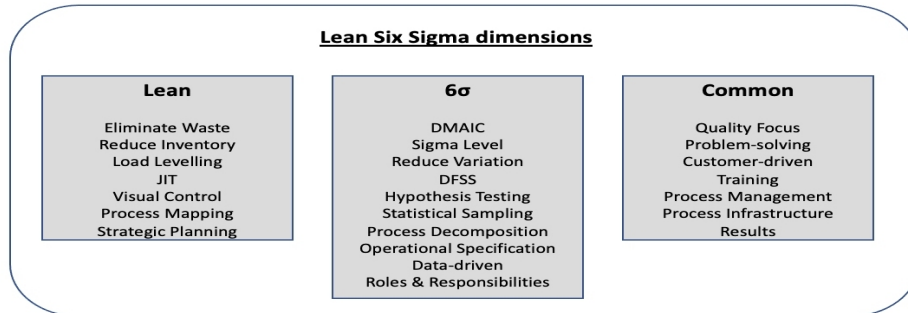 Lean Six Sigma dimensions
Lean
Eliminate Waste
Reduce Inventory
Load Levelling
JIT
Visual Control
Process Mapping
Strategic Planning
6σ
DMAIC
Sigma Level
Reduce Variation
DFSS
Hypothesis Testing
Statistical Sampling
Process Decomposition
Operational Specification
Data-driven
Roles & Responsibilities
Common
Quality Focus
Problem-solving
Customer-driven
Training
Process Management
Process Infrastructure
Results